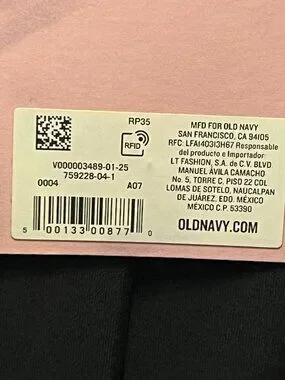 RP35
RFID
V000003489-01-25
759228-04-1
0004 A07
5 00133 00877 0
MFD FOR OLD NAVY
SAN FRANCISCO, CA 94105
RFC: LFA140313H67 Responsable
del producto e Importador
LT FASHION, S.A. de C.V. BLVD
MANUEL ÁVILA CAMACHO
No. 5, TORRE C, PISO 22 COL
LOMAS DE SOTELO, NAUCALPAN
DE JUÁREZ. EDO. MÉXICO
MÉXICO C.P. 53390
OLDNAVY.COM